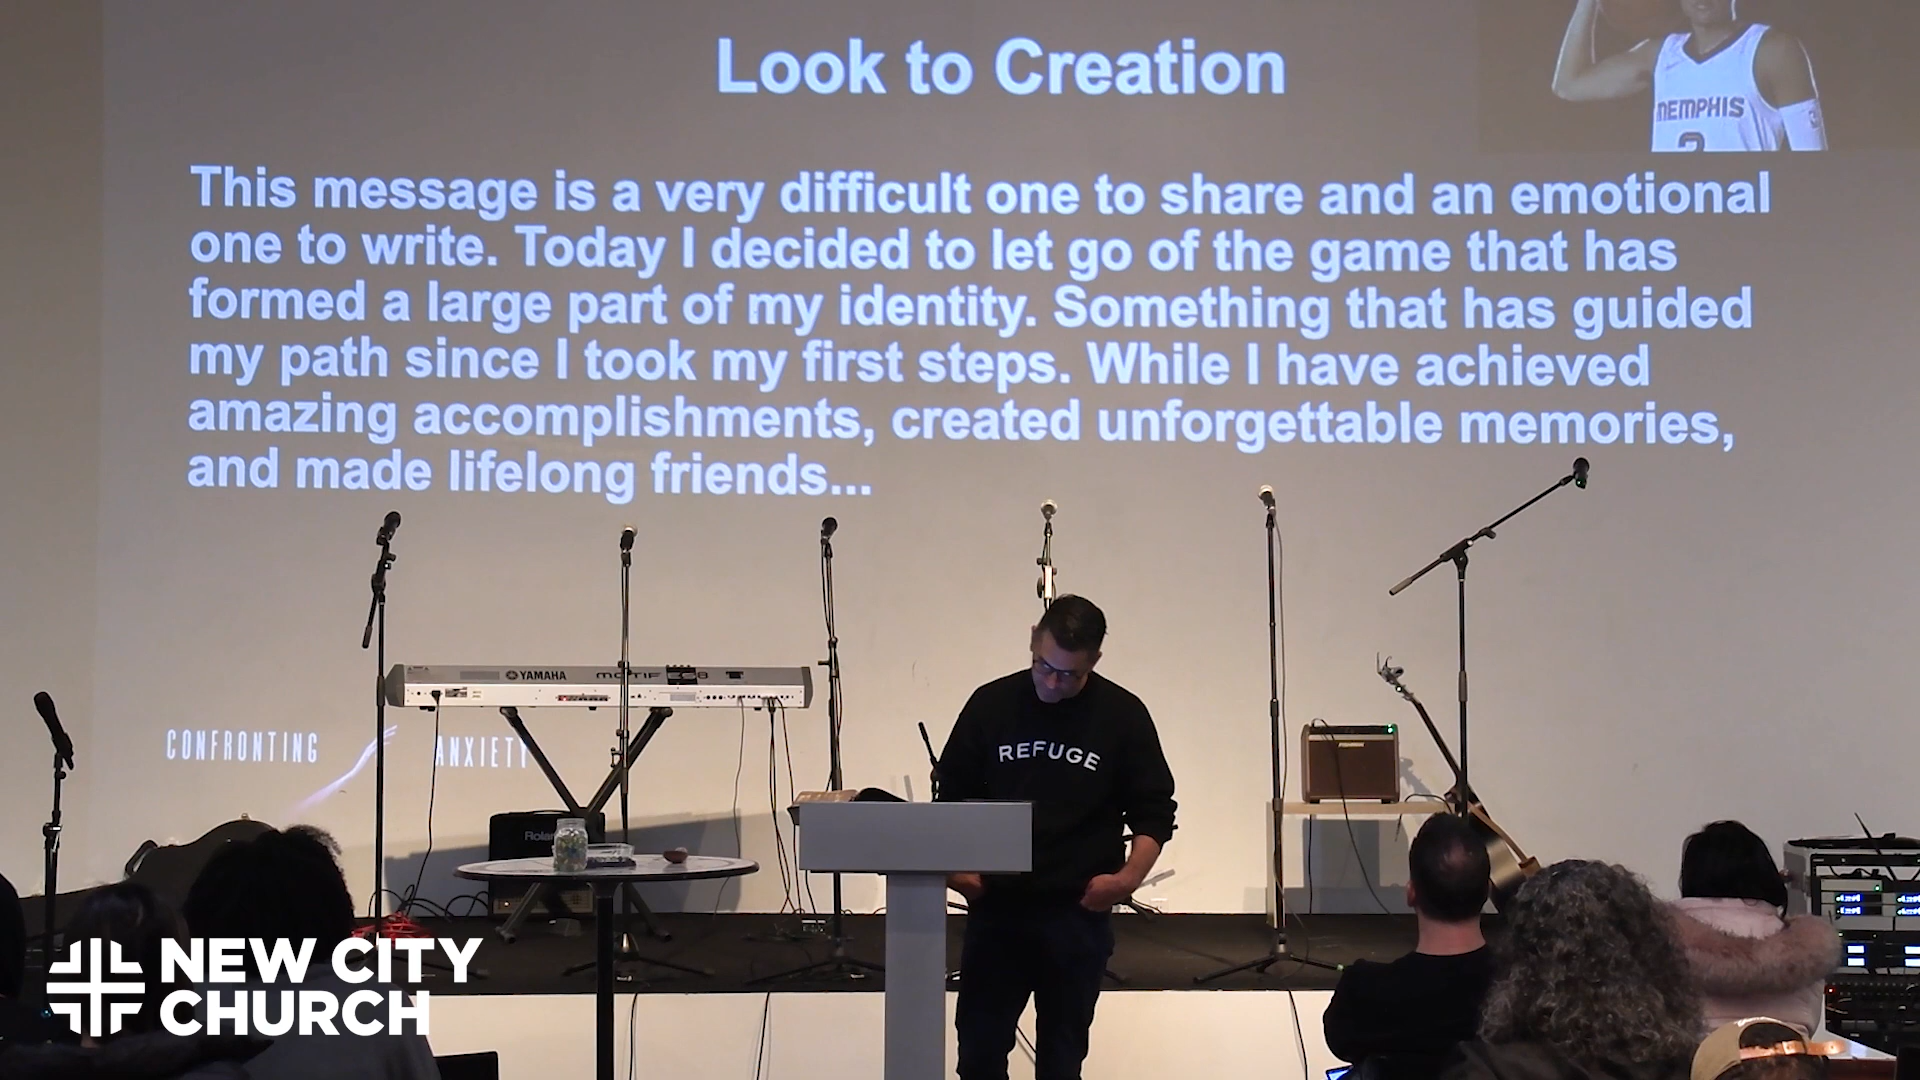 Look to Creation
MEMPHIS
2
This message is a very difficult one to share and an emotional
one to write. Today I decided to let go of the game that has
formed a large part of my identity. Something that has guided
my path since I took my first steps. While I have achieved
amazing accomplishments, created unforgettable memories,
and made lifelong friends...
YAMAHA MOTIF ES8
CONFRONTING ANXIETY
REFUGE
Roland
NEW CITY
CHURCH